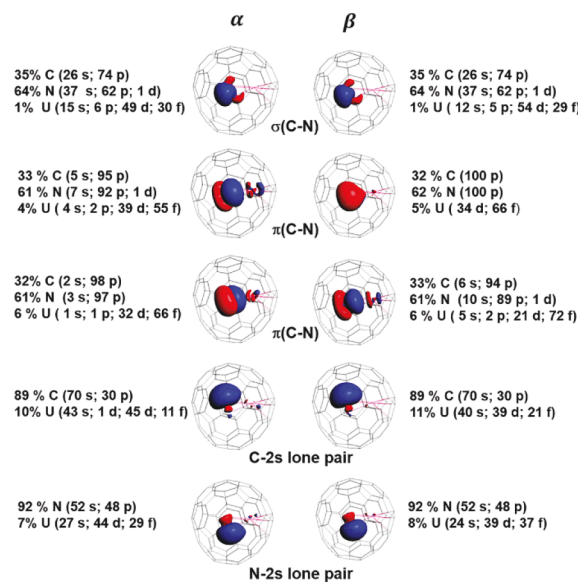 α β
35% C (26 s; 74 p)
64% N (37 s; 62 p; 1 d)
1% U (15 s; 6 p; 49 d; 30 f)
35% C (26 s; 74 p)
64% N (37 s; 62 p; 1 d)
1% U ( 12 s; 5 p; 54 d; 29 f)
σ(C-N)
33 % C (5 s; 95 p)
61 % N (7 s; 92 p; 1 d)
4% U ( 4 s; 2 p; 39 d; 55 f)
32 % C (100 p)
62 % N (100 p)
5% U ( 34 d; 66 f)
π(C-N)
32% C (2 s; 98 p)
61% N (3 s; 97 p)
6 % U ( 1 s; 1 p; 32 d; 66 f)
33% C (6 s; 94 p)
61% N (10 s; 89 p; 1 d)
6 % U ( 5 s; 2 p; 21 d; 72 f)
π(C-N)
89 % C (70 s; 30 p)
10% U (43 s; 1 d; 45 d; 11 f)
89 % C (70 s; 30 p)
11% U (40 s; 39 d; 21 f)
C-2s lone pair
92 % N (52 s; 48 p)
7% U (27 s; 44 d; 29 f)
92 % N (52 s; 48 p)
8% U (24 s; 39 d; 37 f)
N-2s lone pair